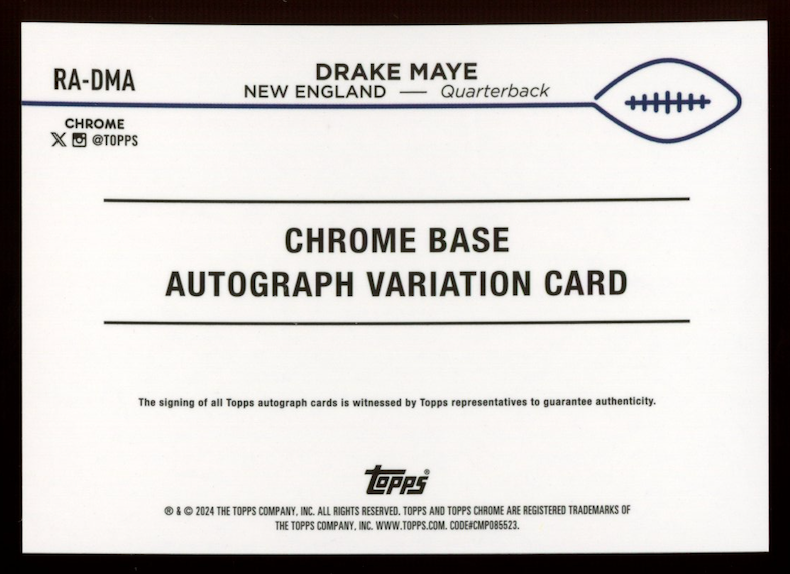 RA-DMA
DRAKE MAYE
NEW ENGLAND — Quarterback
CHROME
@TOPPS
CHROME BASE
AUTOGRAPH VARIATION CARD
The signing of all Topps autograph cards is witnessed by Topps representatives to guarantee authenticity.
Topps®
® & © 2024 THE TOPPS COMPANY, INC. ALL RIGHTS RESERVED. TOPPS AND TOPPS CHROME ARE REGISTERED TRADEMARKS OF
THE TOPPS COMPANY, INC. WWW.TOPPS.COM. CODE#CMP085523.